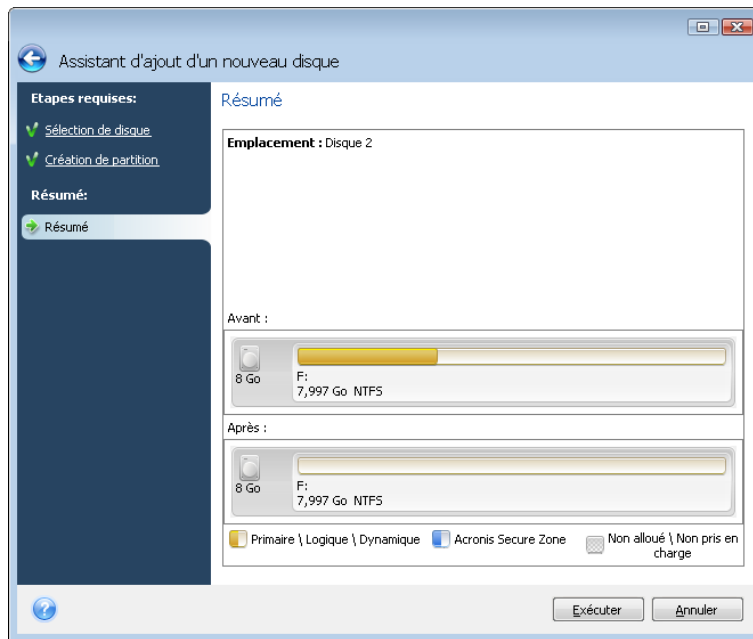 Assistant d'ajout d'un nouveau disque
Etapes requises:
Sélection de disque
Création de partition
Résumé:
Résumé
Résumé
Emplacement : Disque 2
Avant :
8 Go
F:
7,997 Go NTFS
Après :
8 Go
F:
7,997 Go NTFS
Primaire \ Logique \ Dynamique
Acronis Secure Zone
Non alloué \ Non pris en
charge
?
Exécuter
Annuler